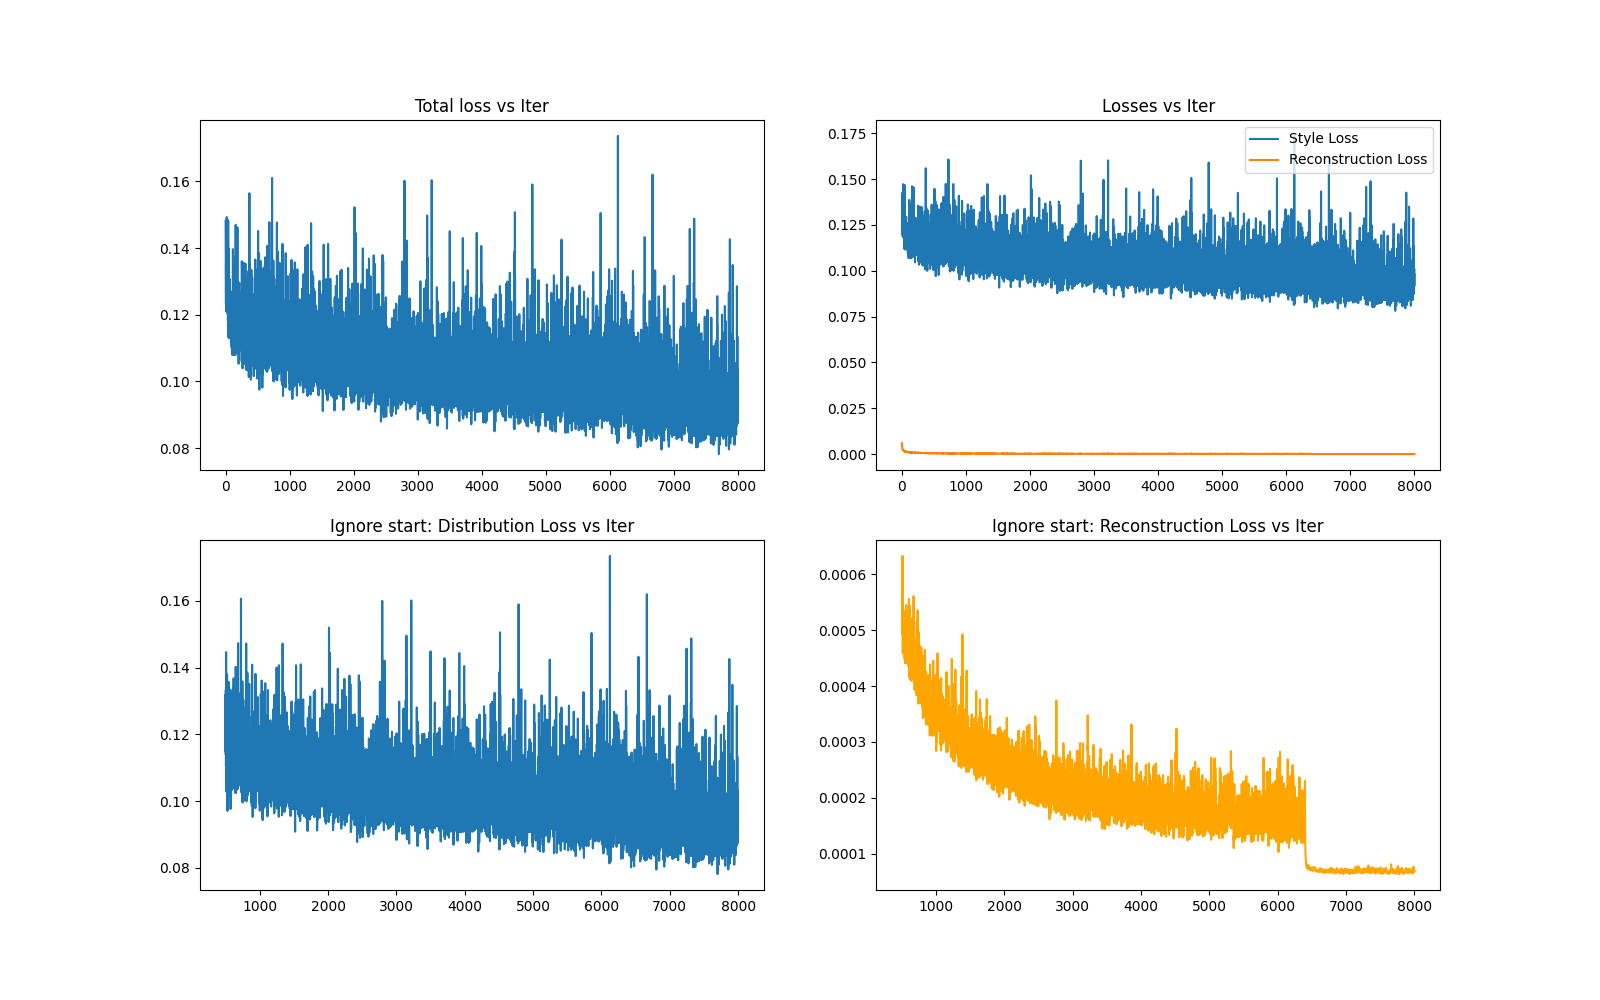 Total loss vs Iter
0.16
0.14
0.12
0.10
0.08
0 1000 2000 3000 4000 5000 6000 7000 8000
Losses vs Iter
Style Loss
Reconstruction Loss
0.175
0.150
0.125
0.100
0.075
0.050
0.025
0.000
0 1000 2000 3000 4000 5000 6000 7000 8000
Ignore start: Distribution Loss vs Iter
0.16
0.14
0.12
0.10
0.08
1000 2000 3000 4000 5000 6000 7000 8000
Ignore start: Reconstruction Loss vs Iter
0.0006
0.0005
0.0004
0.0003
0.0002
0.0001
1000 2000 3000 4000 5000 6000 7000 8000